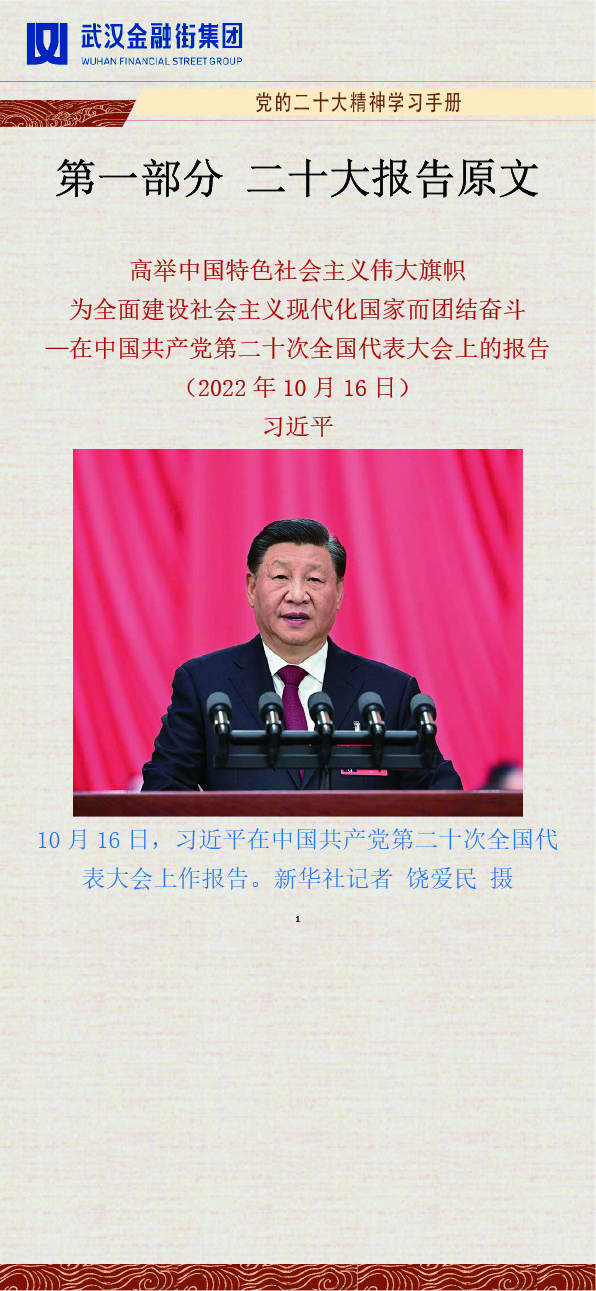 武汉金融街集团
WUHAN FINANCIAL STREET GROUP
党的二十大精神学习手册
第一部分 二十大报告原文
高举中国特色社会主义伟大旗帜
为全面建设社会主义现代化国家而团结奋斗
—在中国共产党第二十次全国代表大会上的报告
（2022 年 10 月 16 日）
习近平
10 月 16 日，习近平在中国共产党第二十次全国代
表大会上作报告。新华社记者 饶爱民 摄
1